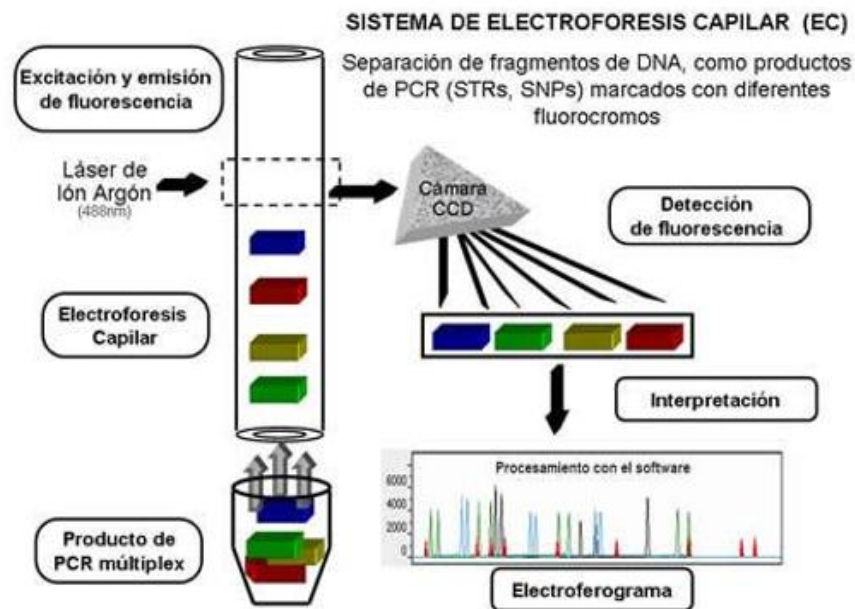 SISTEMA DE ELECTROFORESIS CAPILAR (EC)
Separación de fragmentos de DNA, como productos
de PCR (STRs, SNPs) marcados con diferentes
fluorocromos
Excitación y emisión
de fluorescencia
Láser de
Ión Argón
(488nm)
Cámara
CCD
Detección
de fluorescencia
Electroforesis
Capilar
Interpretación
Procesamiento con el software
6000
4000
2000
0
Producto de
PCR múltiplex
Electroferograma